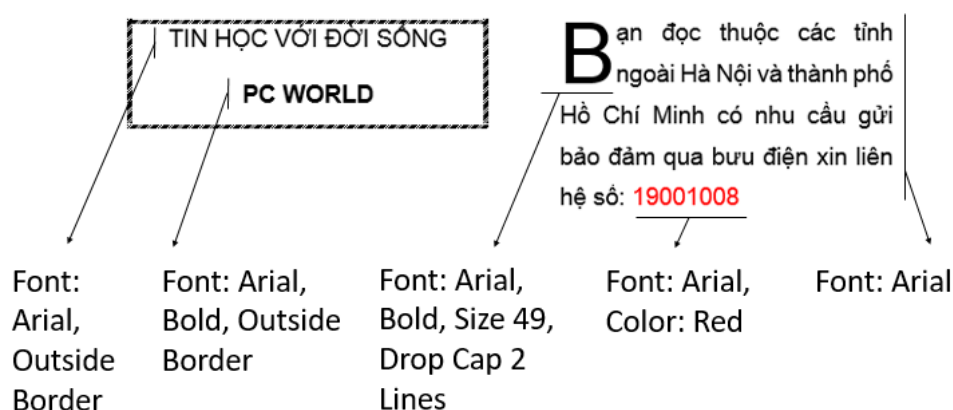 TIN HỌC VỚI ĐỜI SỐNG
PC WORLD
Bạn đọc thuộc các tỉnh
ngoài Hà Nội và thành phố
Hồ Chí Minh có nhu cầu gửi
bảo đảm qua bưu điện xin liên
hệ số: 19001008
Font:
Arial,
Outside
Border
Font: Arial,
Bold, Outside
Border
Font: Arial,
Bold, Size 49,
Drop Cap 2
Lines
Font: Arial,
Color: Red
Font: Arial